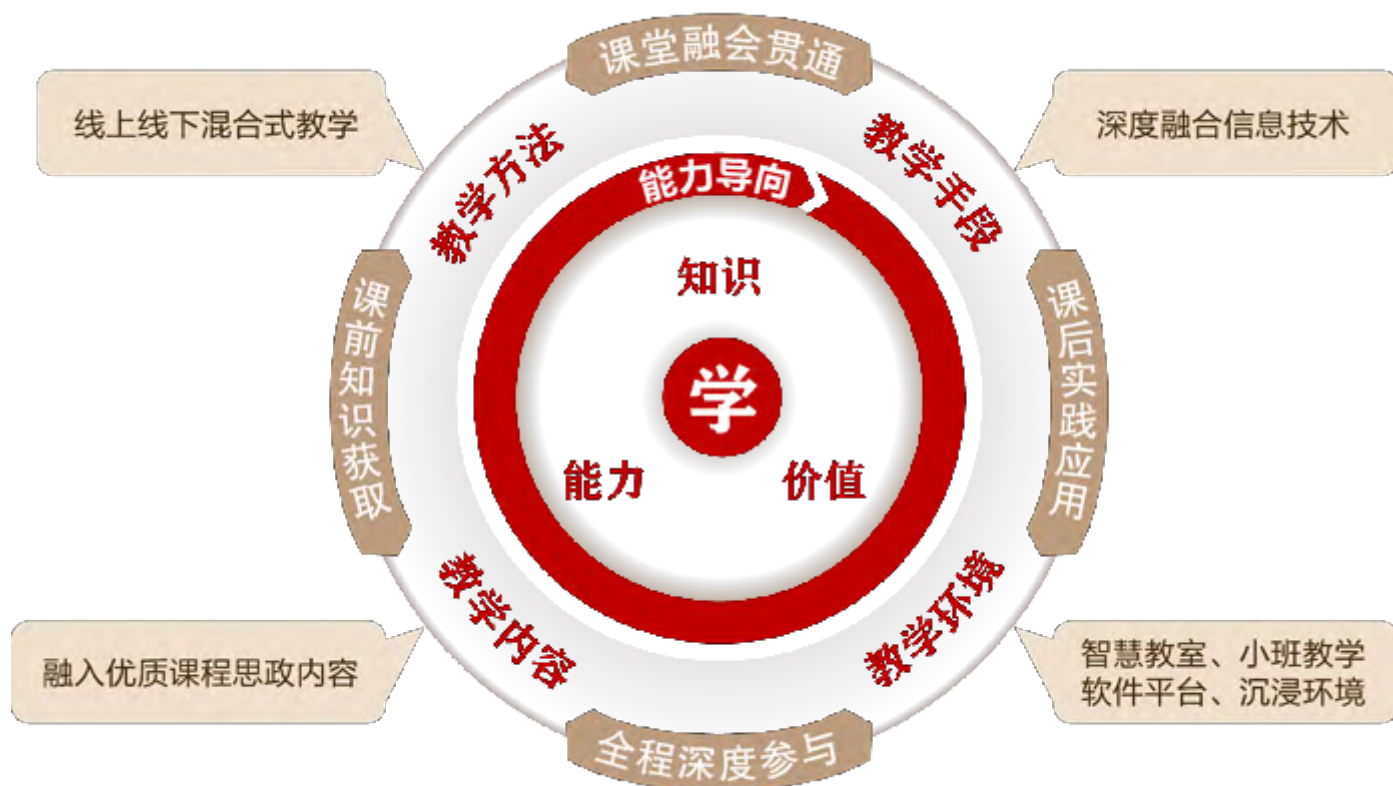 课堂融会贯通
线上线下混合式教学
深度融合信息技术
教学方法
教学手段
能力导向
知识
学
能力
价值
课前知识获取
课后实践应用
教学内容
教学环境
融入优质课程思政内容
智慧教室、小班教学
软件平台、沉浸环境
全程深度参与